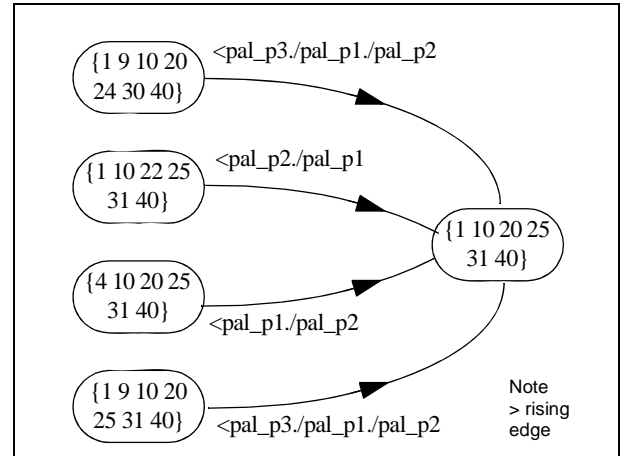 <pal_p3./pal_p1./pal_p2
{1 9 10 20
24 30 40}
<pal_p2./pal_p1
{1 10 22 25
31 40}
{1 10 20 25
31 40}
{4 10 20 25
31 40}
<pal_p1./pal_p2
{1 9 10 20
25 31 40}
<pal_p3./pal_p1./pal_p2
Note
> rising
edge